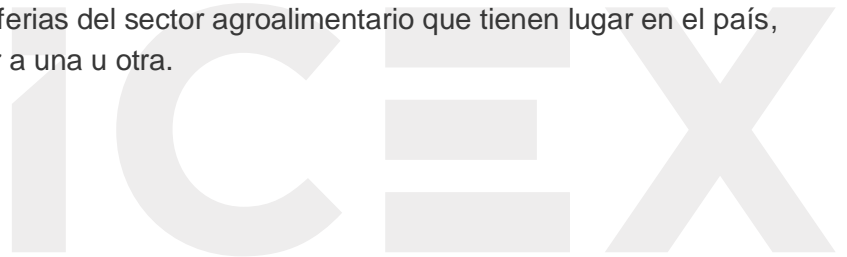 ferias del sector agroalimentario que tienen lugar en el país,
r a una u otra.
ICEX